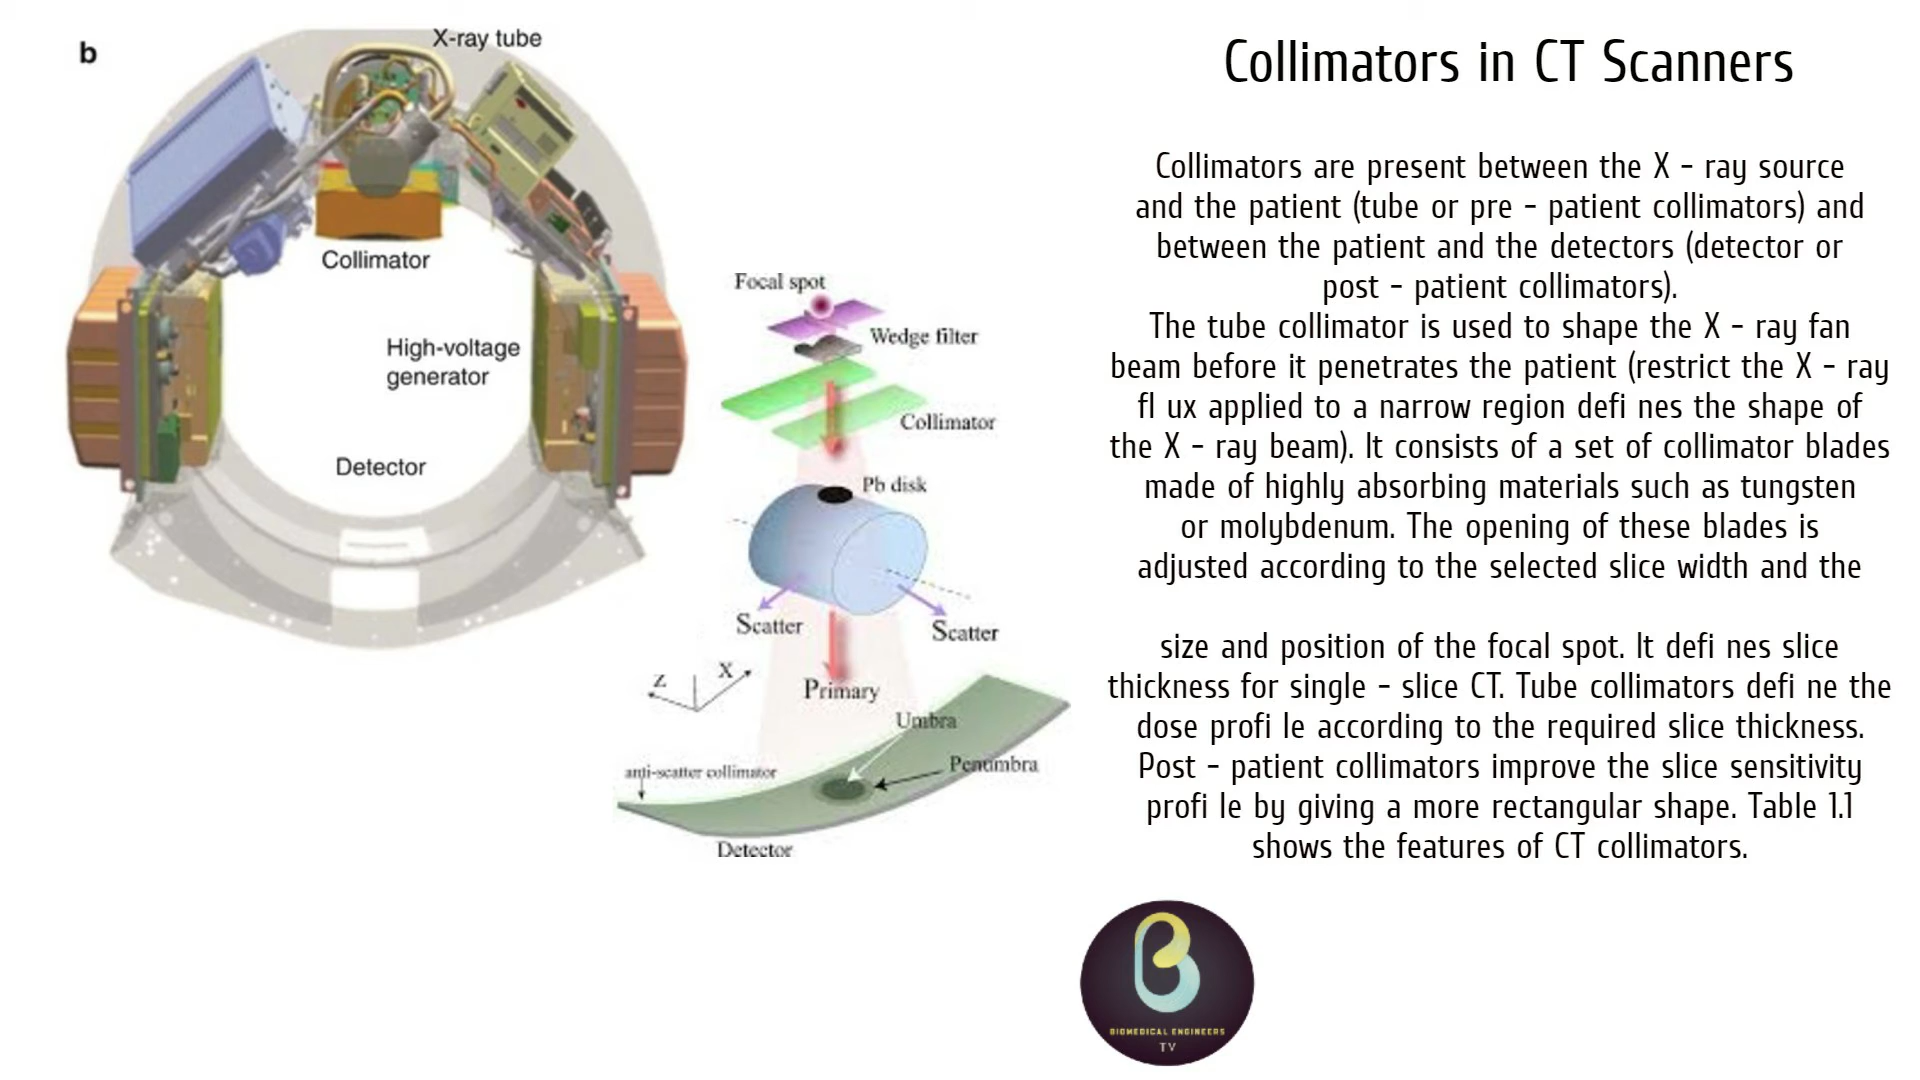 b
X-ray tube
Collimator
High-voltage
generator
Detector
Focal spot
Wedge filter
Collimator
Pb disk
Scatter
Scatter
Z
X
Primary
Umbra
Penumbra
anti-scatter collimator
Detector
Collimators in CT Scanners
Collimators are present between the X - ray source
and the patient (tube or pre - patient collimators) and
between the patient and the detectors (detector or
post - patient collimators).
The tube collimator is used to shape the X - ray fan
beam before it penetrates the patient (restrict the X - ray
fl ux applied to a narrow region defi nes the shape of
the X - ray beam). It consists of a set of collimator blades
made of highly absorbing materials such as tungsten
or molybdenum. The opening of these blades is
adjusted according to the selected slice width and the
size and position of the focal spot. It defi nes slice
thickness for single - slice CT. Tube collimators defi ne the
dose profi le according to the required slice thickness.
Post - patient collimators improve the slice sensitivity
profi le by giving a more rectangular shape. Table 1.1
shows the features of CT collimators.
BIOMEDICAL ENGINEERS
TV